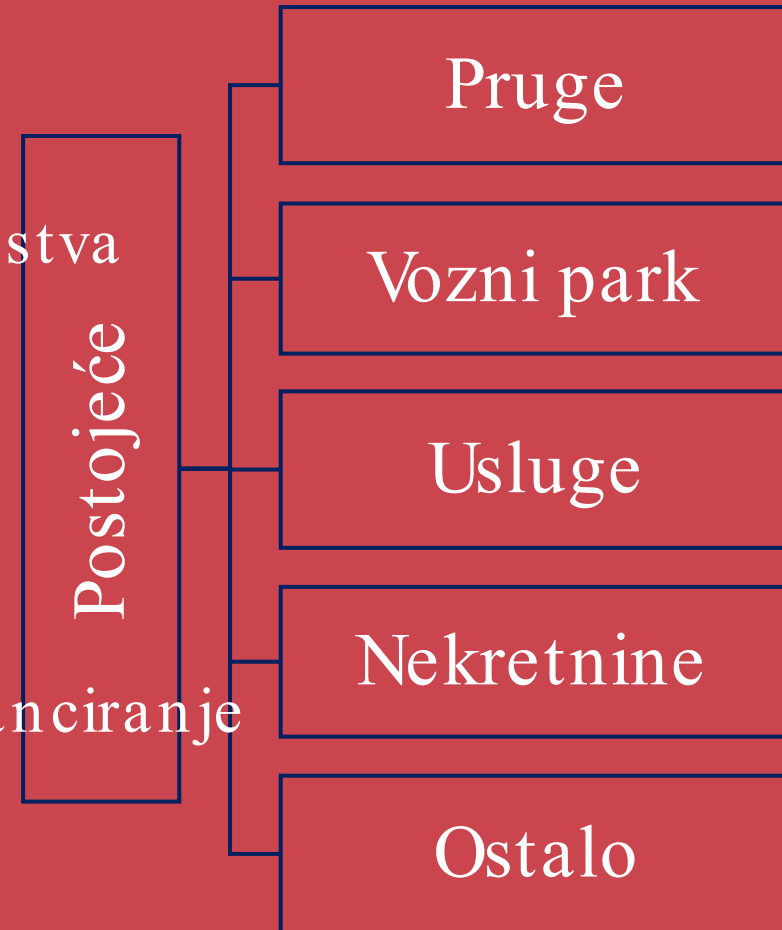 Pruge
stva
Vozni park
Postojeće
Usluge
Nekretnine
nciranje
Ostalo